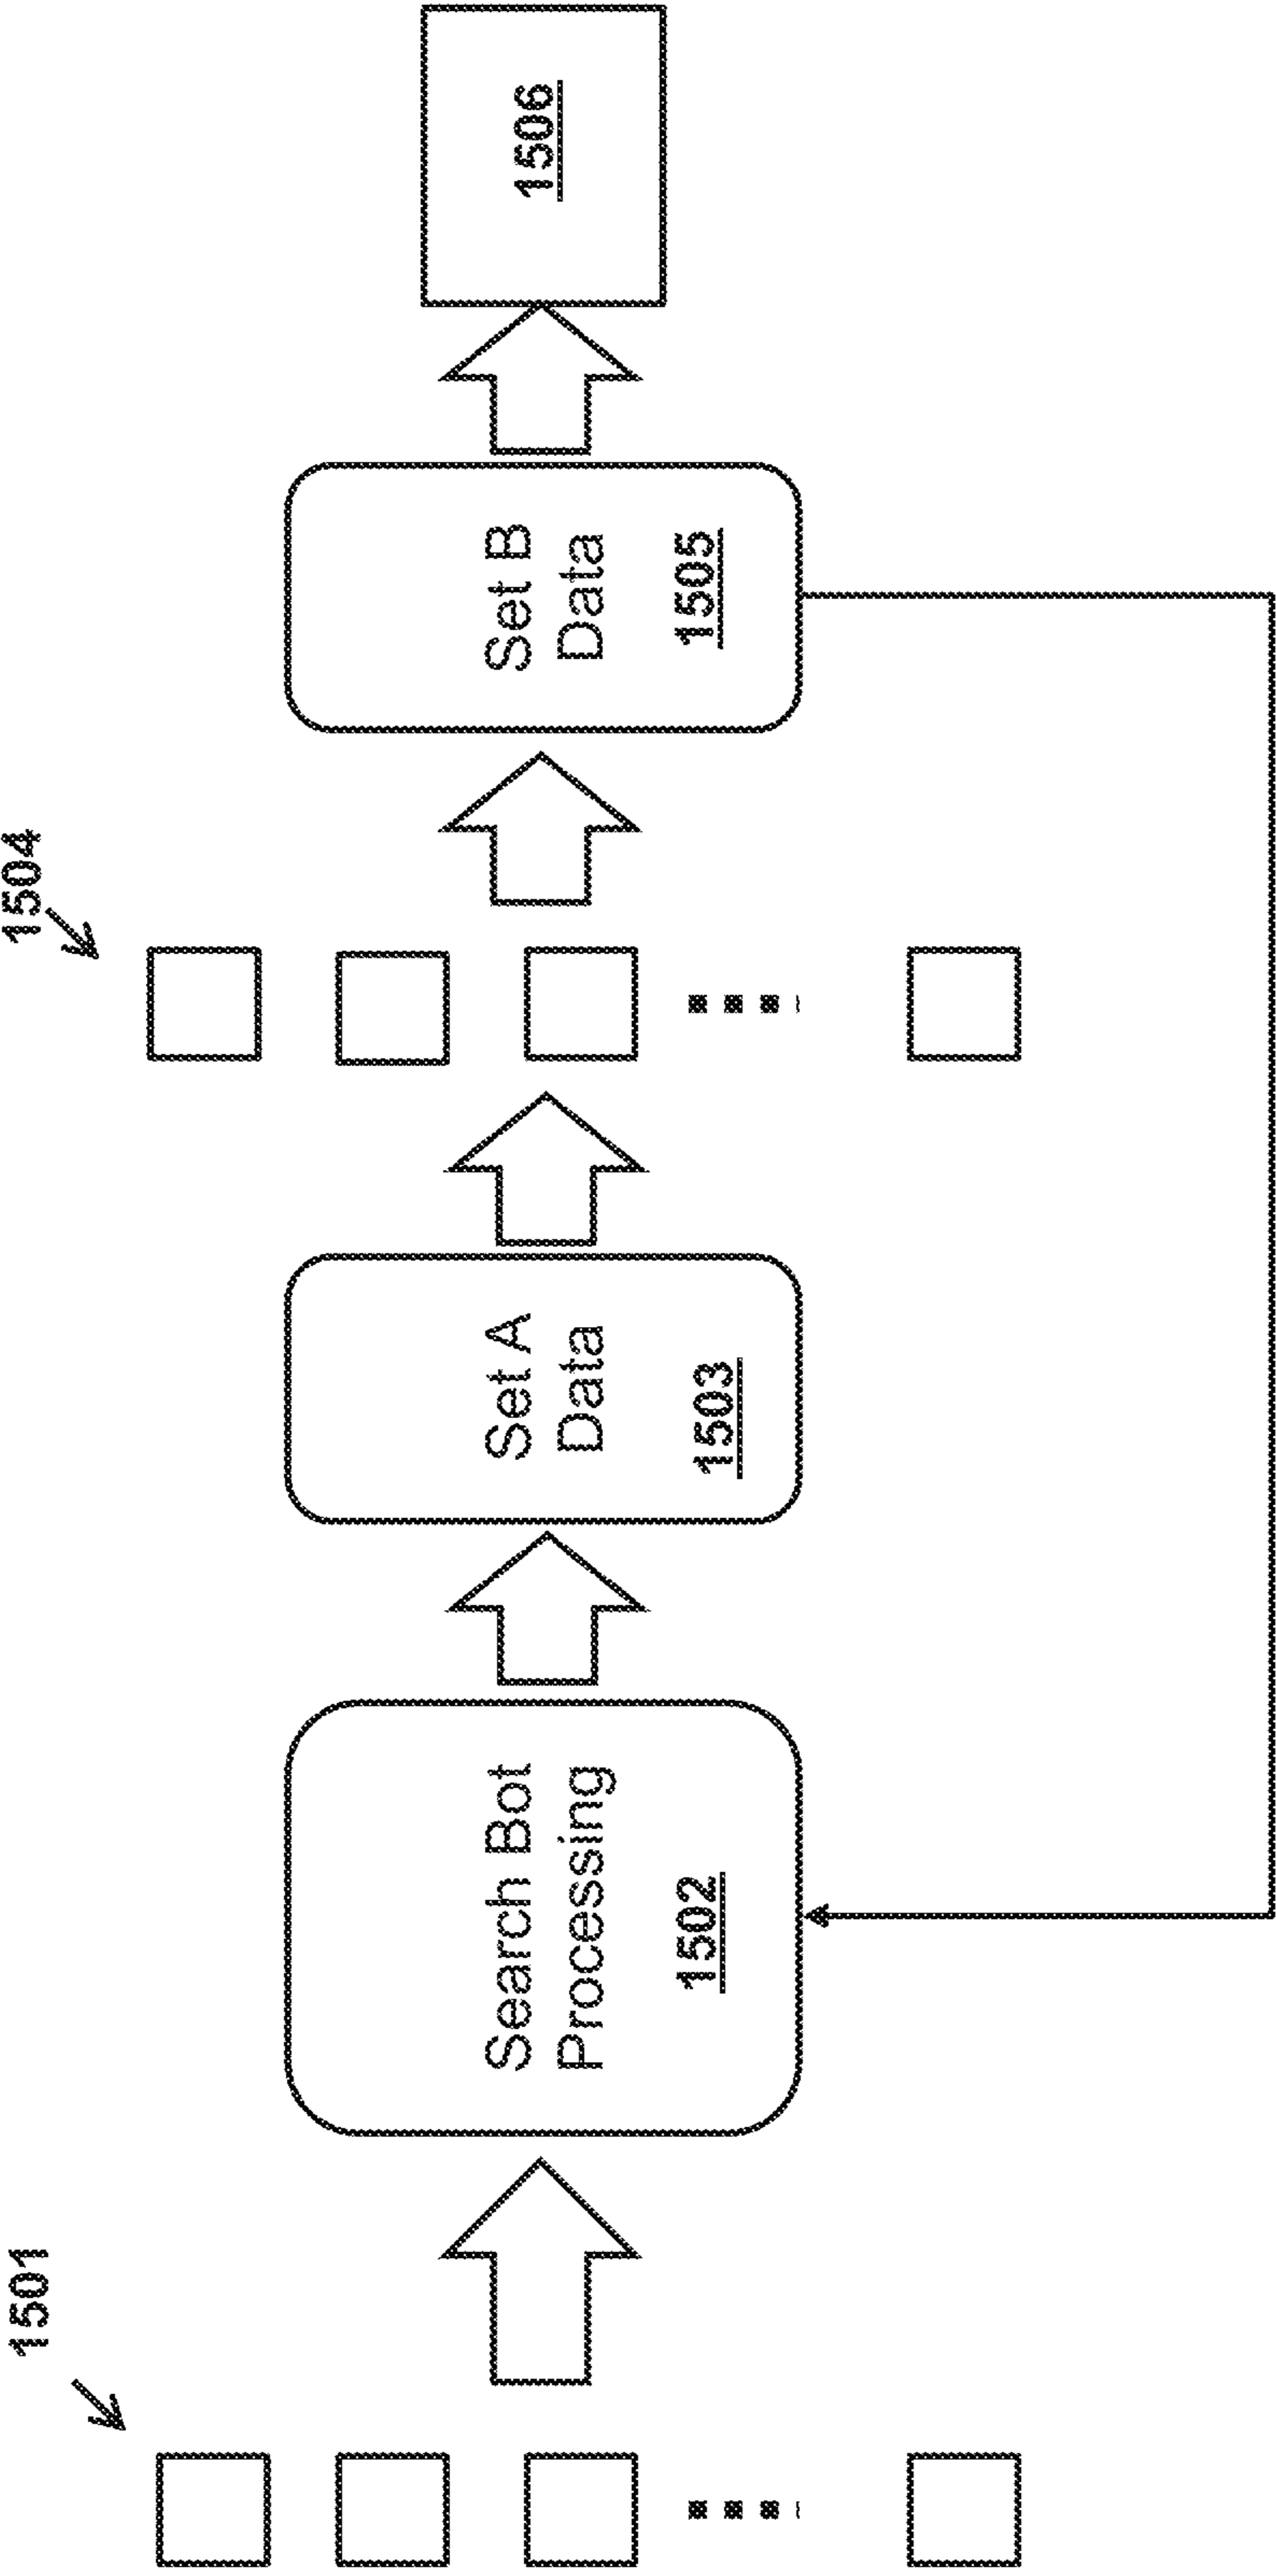 1501
Search Bot
Processing
1502
Set A
Data
1503
1504
Set B
Data
1505
1506